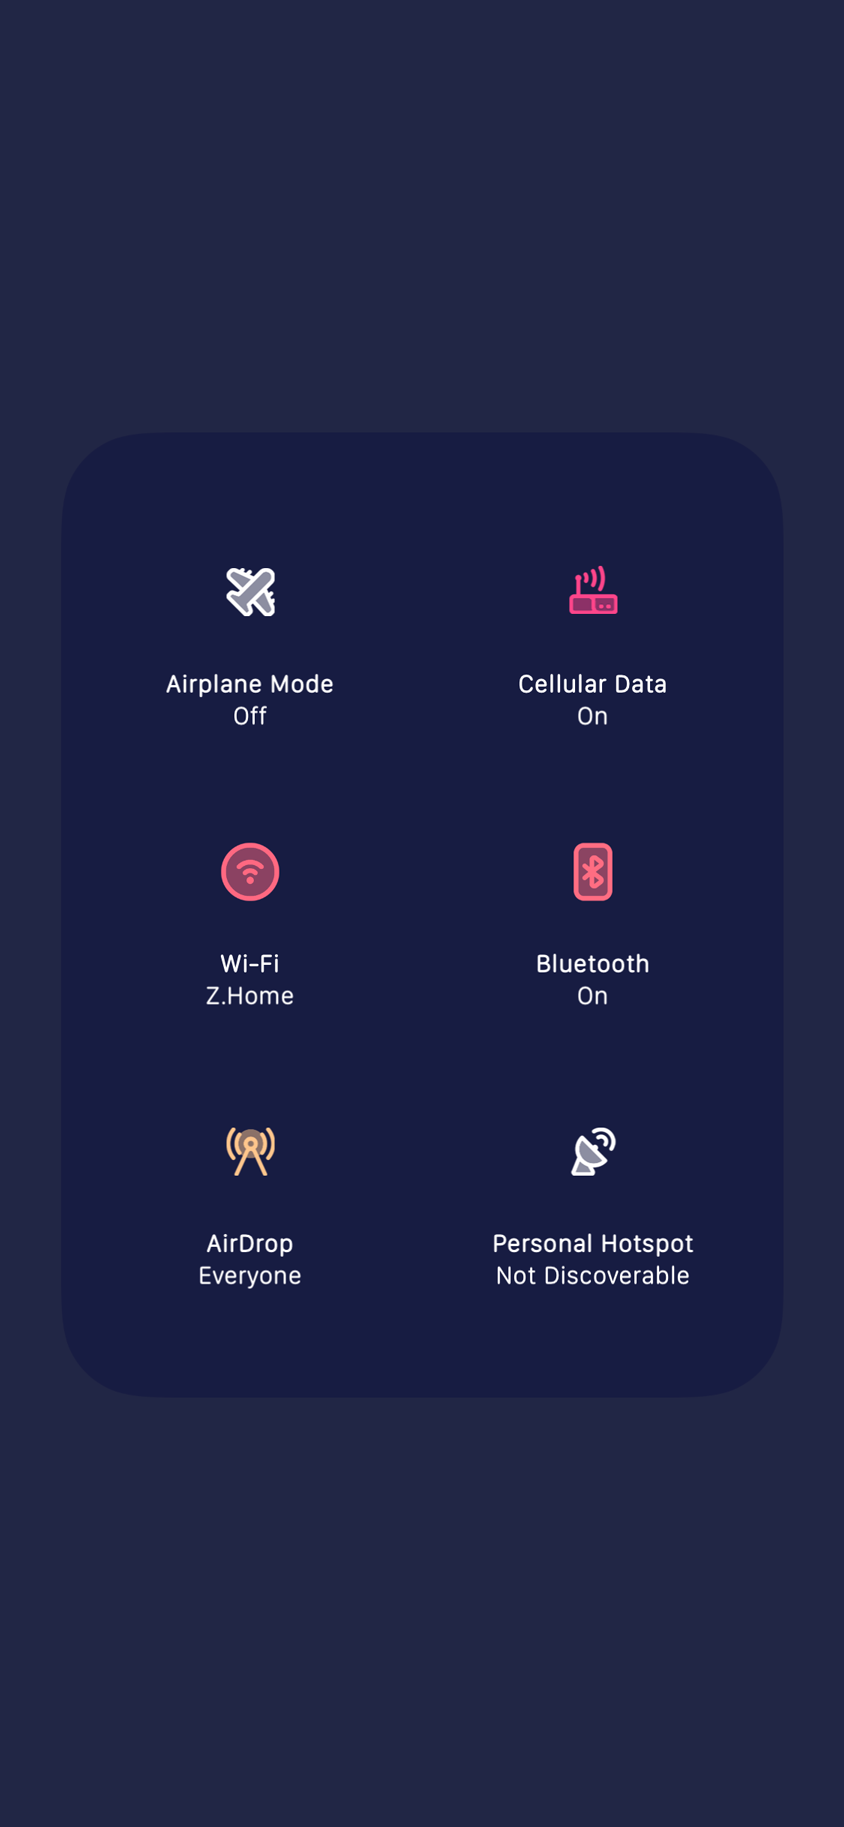 Airplane Mode
Off
Cellular Data
On
Wi-Fi
Z.Home
Bluetooth
On
AirDrop
Everyone
Personal Hotspot
Not Discoverable